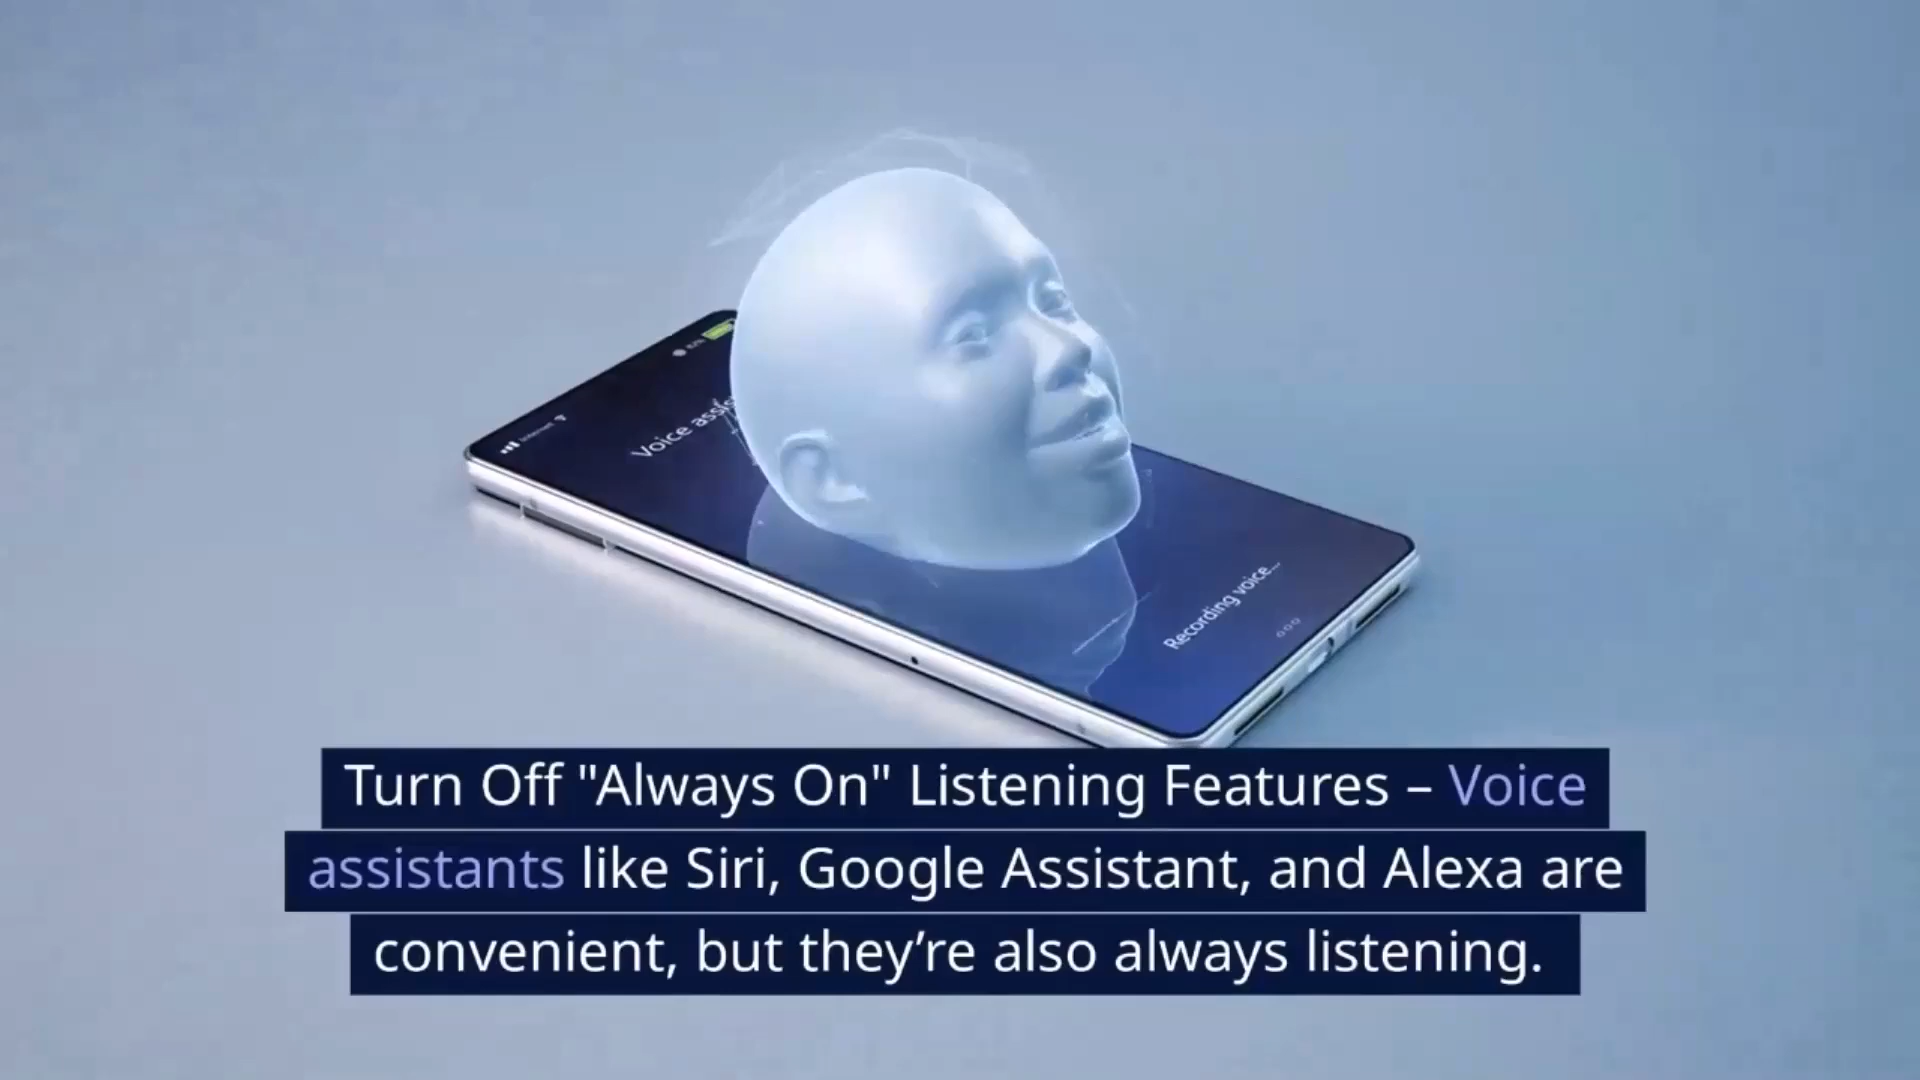 Voice
Recording voice...
Turn Off "Always On" Listening Features – Voice
assistants like Siri, Google Assistant, and Alexa are
convenient, but they’re also always listening.